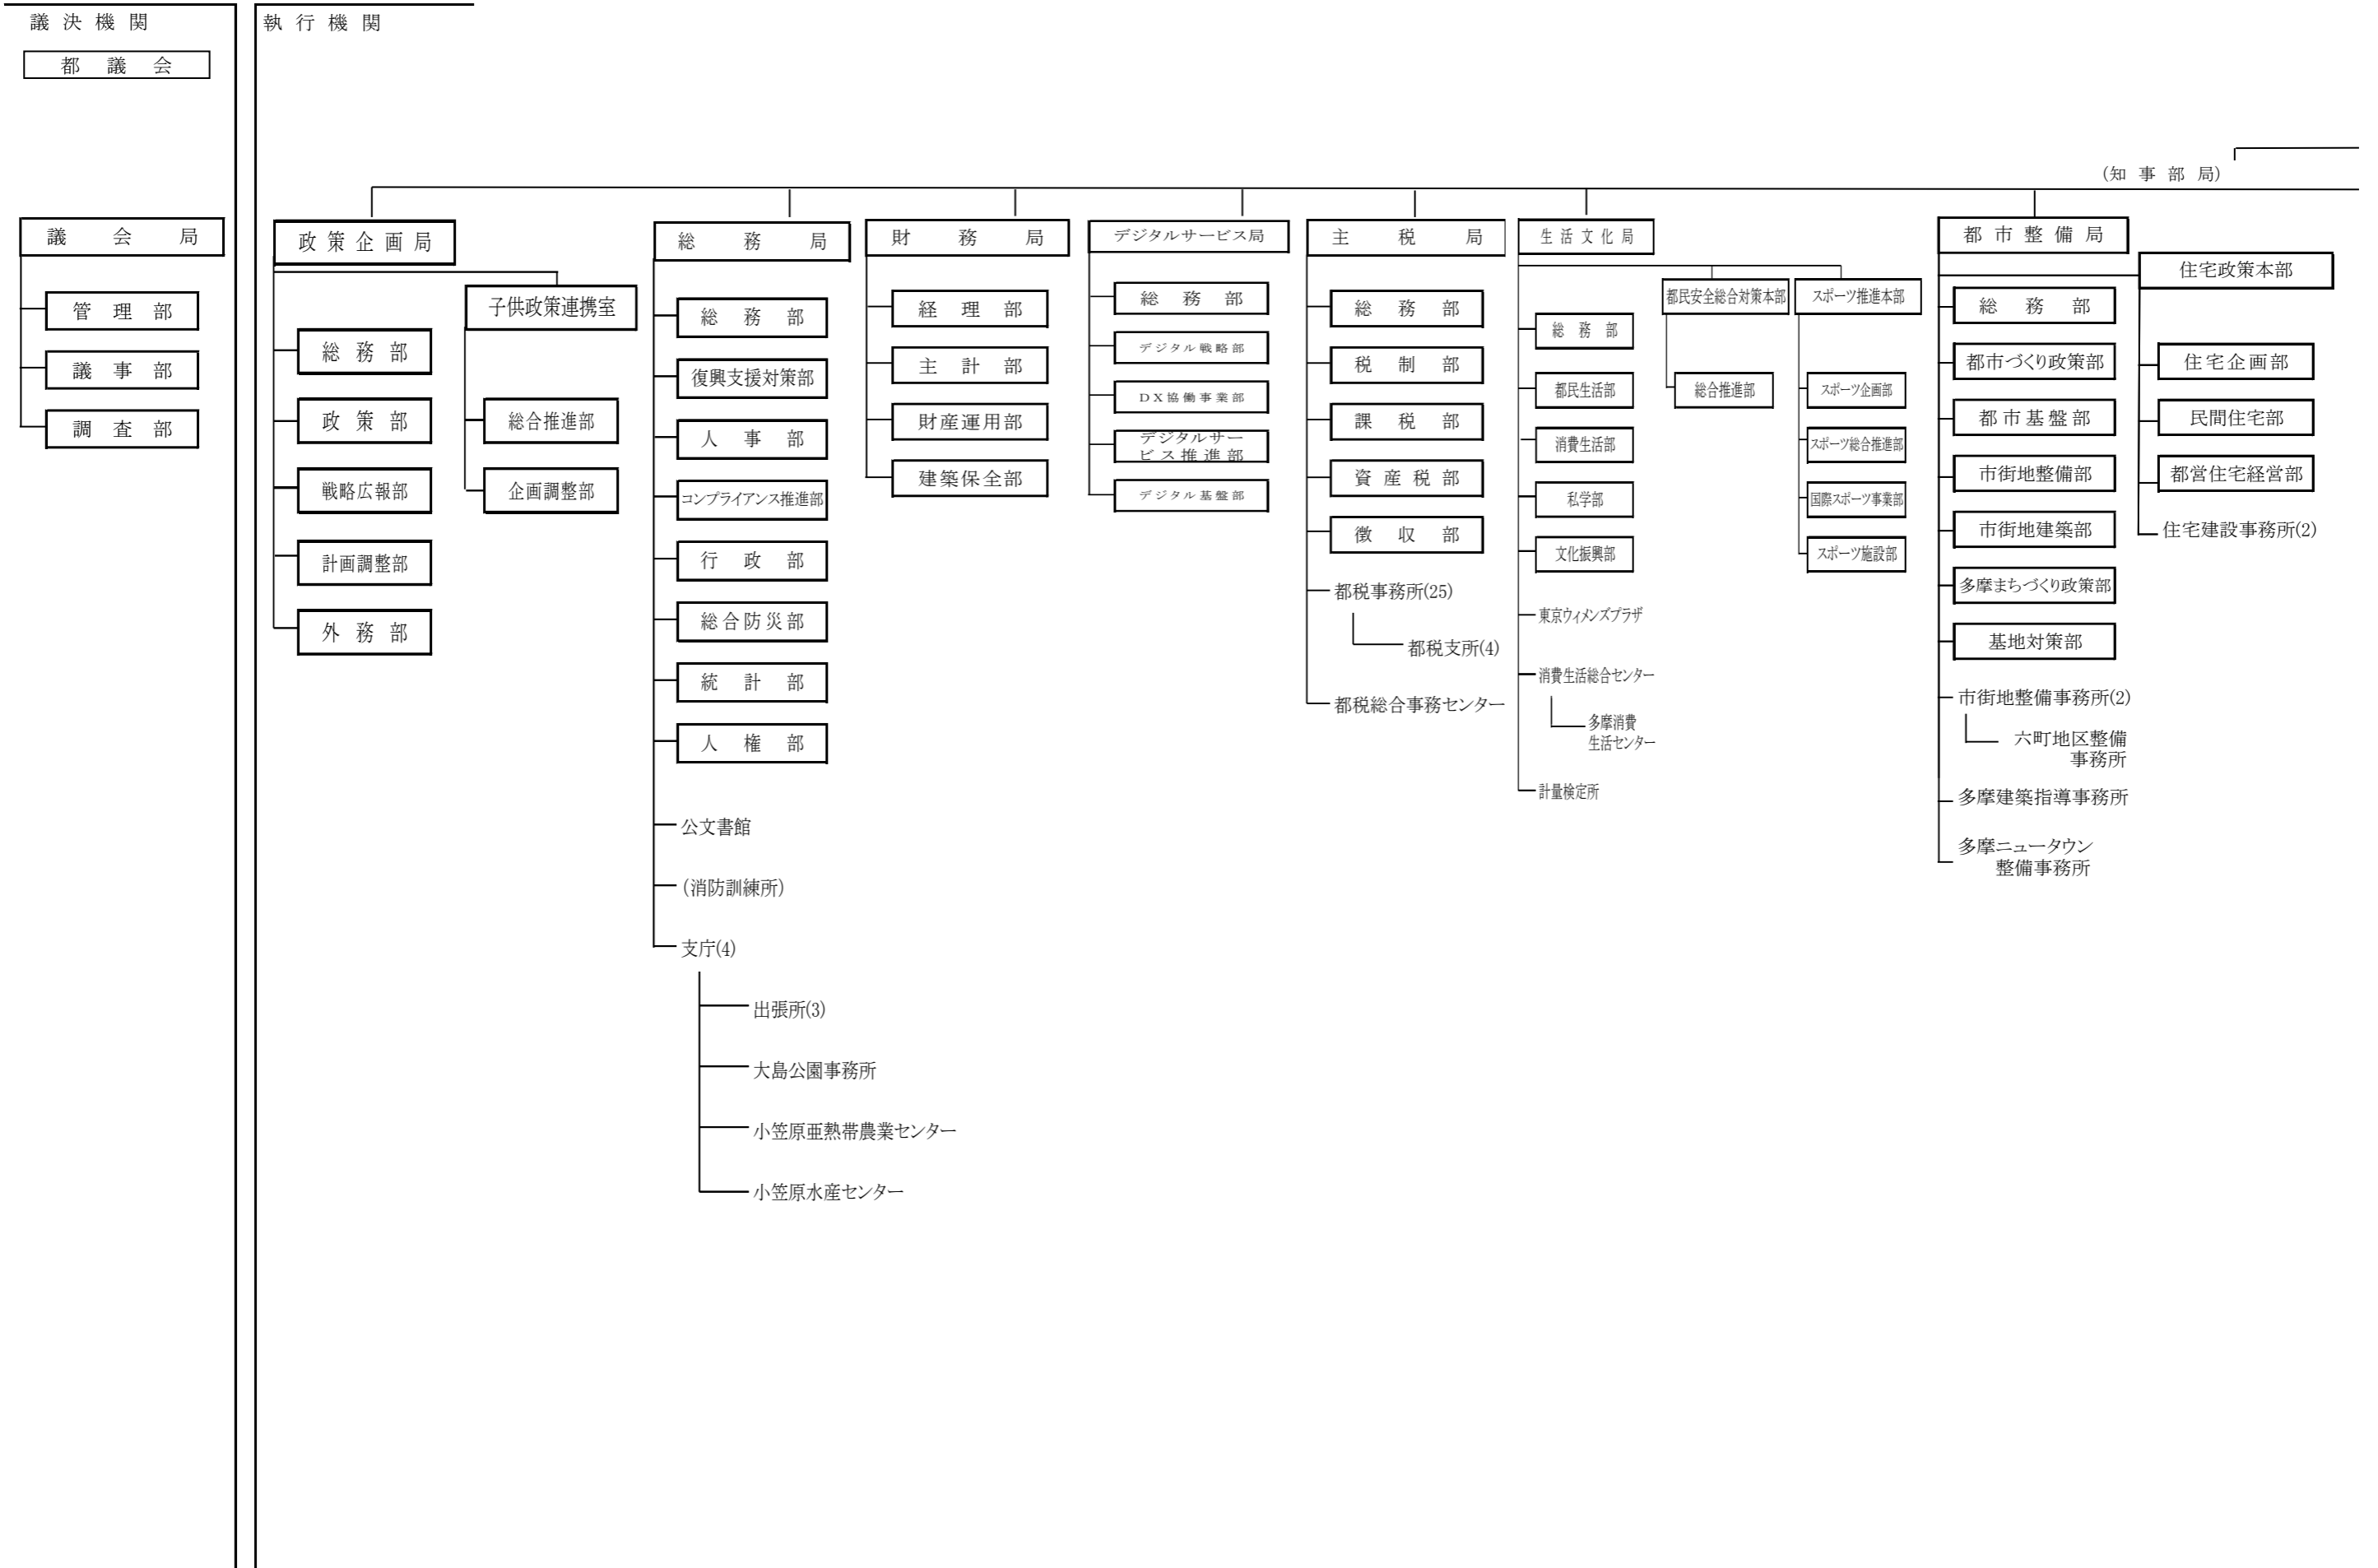 議決機関
都議会
議会局
管理部
議事部
調査部
執行機関
(知事部局)
政策企画局
総務部
政策部
戦略広報部
計画調整部
外務部
子供政策連携室
総合推進部
企画調整部
総務局
総務部
復興支援対策部
人事部
コンプライアンス推進部
行政部
総合防災部
統計部
人権部
公文書館
(消防訓練所)
支庁(4)
出張所(3)
大島公園事務所
小笠原亜熱帯農業センター
小笠原水産センター
財務局
経理部
主計部
財産運用部
建築保全部
デジタルサービス局
総務部
デジタル戦略部
DX協働事業部
デジタルサー
ビス推進部
デジタル基盤部
主税局
総務部
税制部
課税部
資産税部
徴収部
都税事務所(25)
都税支所(4)
都税総合事務センター
生活文化局
総務部
都民生活部
消費生活部
私学部
文化振興部
東京ウィメンズプラザ
消費生活総合センター
多摩消費
生活センター
計量検定所
都民安全総合対策本部
総合推進部
スポーツ推進本部
スポーツ企画部
スポーツ総合推進部
国際スポーツ事業部
スポーツ施設部
都市整備局
総務部
都市づくり政策部
都市基盤部
市街地整備部
市街地建築部
多摩まちづくり政策部
基地対策部
市街地整備事務所(2)
六町地区整備
事務所
多摩建築指導事務所
多摩ニュータウン
整備事務所
住宅政策本部
住宅企画部
民間住宅部
都営住宅経営部
住宅建設事務所(2)